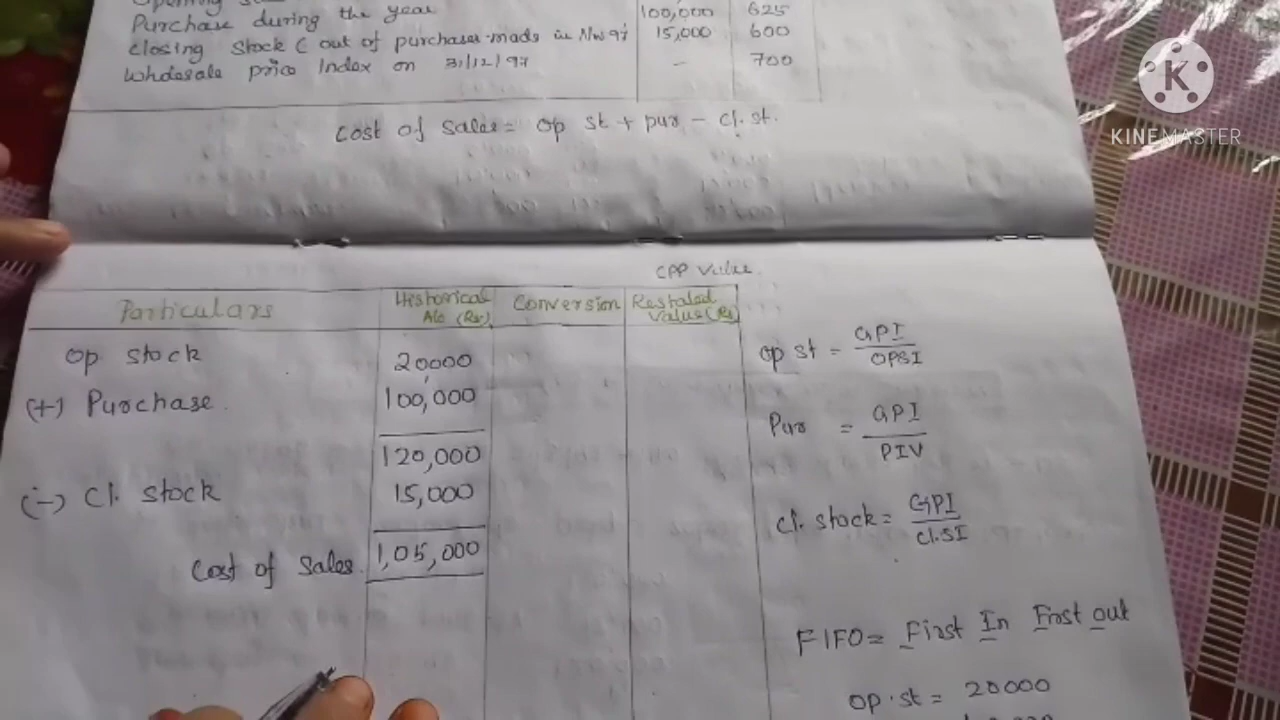 Opening
Purchase during the year 100,000 625
closing stock ( out of purchases made in Nov 97 15,000 600
Wholesale price Index on 31/12/97 - 700
Cost of Sales = Op st + pur - Cl. st.
K
KINEMASTER
CPP Value
Particulars Historical A/c (Rs) Conversion Restated Value (Rs)
Op stock 20000
(+) Purchase 100,000
120,000
(-) Cl. stock 15,000
Cost of Sales 1,05,000
Op st = GPI / OPSI
Pur = GPI / PIV
Cl. stock = GPI / Cl.SI
FIFO = First In First out
Op. st = 20000